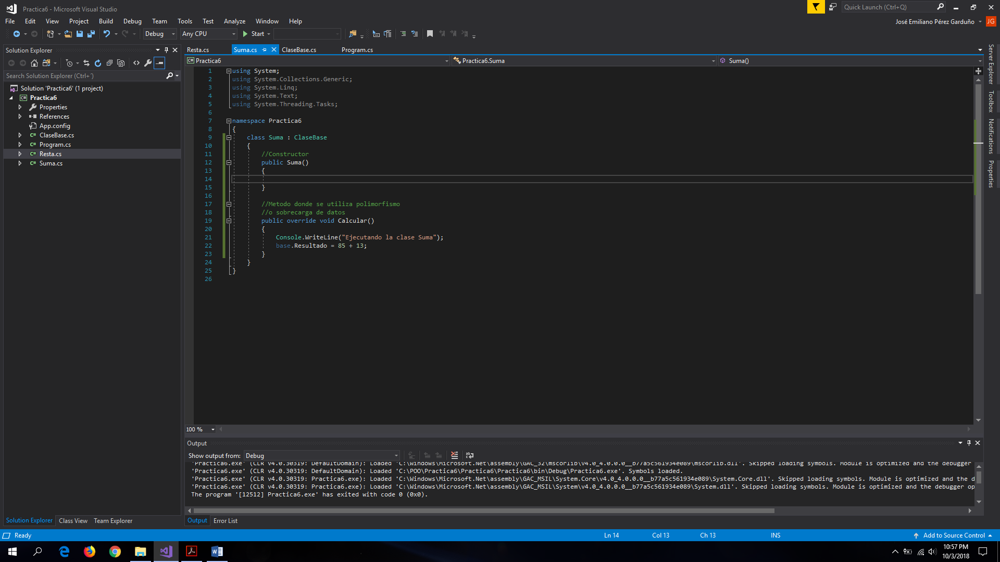 Practica6 - Microsoft Visual Studio
Quick Launch (Ctrl+Q)
File Edit View Project Build Debug Team Tools Test Analyze Window Help
José Emiliano Pérez Garduño JG
Debug Any CPU Start
Solution Explorer
Search Solution Explorer (Ctrl+´)
Solution 'Practica6' (1 project)
C# Practica6
Properties
References
App.config
C# ClaseBase.cs
C# Program.cs
C# Resta.cs
C# Suma.cs
Resta.cs Suma.cs ClaseBase.cs Program.cs
C# Practica6 Practica6.Suma Suma()
1 using System;
2 using System.Collections.Generic;
3 using System.Linq;
4 using System.Text;
5 using System.Threading.Tasks;
6
7 namespace Practica6
8 {
9 class Suma : ClaseBase
10 {
11 //Constructor
12 public Suma()
13 {
14
15 }
16
17 //Metodo donde se utiliza polimorfismo
18 //o sobrecarga de datos
19 public override void Calcular()
20 {
21 Console.WriteLine("Ejecutando la clase Suma");
22 base.Resultado = 85 + 13;
23 }
24 }
25 }
26
100 %
Output
Show output from: Debug
'Practica6.exe' (CLR v4.0.30319: DefaultDomain): Loaded 'C:\Windows\Microsoft.Net\assembly\GAC_32\mscorlib\v4.0_4.0.0.0__b77a5c561934e089\mscorlib.dll'. Skipped loading symbols. Module is optimized and the debugger
'Practica6.exe' (CLR v4.0.30319: DefaultDomain): Loaded 'C:\POO\Practica6\Practica6\Practica6\bin\Debug\Practica6.exe'. Symbols loaded.
'Practica6.exe' (CLR v4.0.30319: Practica6.exe): Loaded 'C:\Windows\Microsoft.Net\assembly\GAC_MSIL\System.Core\v4.0_4.0.0.0__b77a5c561934e089\System.Core.dll'. Skipped loading symbols. Module is optimized and the d
'Practica6.exe' (CLR v4.0.30319: Practica6.exe): Loaded 'C:\Windows\Microsoft.Net\assembly\GAC_MSIL\System\v4.0_4.0.0.0__b77a5c561934e089\System.dll'. Skipped loading symbols. Module is optimized and the debugger op
The program '[12512] Practica6.exe' has exited with code 0 (0x0).
Solution Explorer Class View Team Explorer
Output Error List
Server Explorer
Toolbox
Notifications
Properties
Ready Ln 14 Col 13 Ch 13 INS Add to Source Control
10:57 PM
10/3/2018